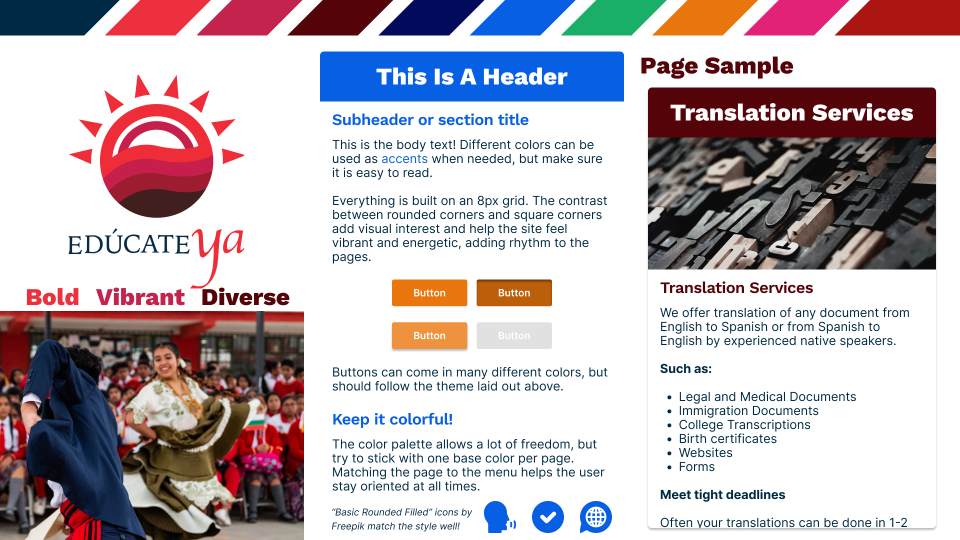 EDÚCATE ya
Bold Vibrant Diverse
This Is A Header
Subheader or section title
This is the body text! Different colors can be
used as accents when needed, but make sure
it is easy to read.
Everything is built on an 8px grid. The contrast
between rounded corners and square corners
add visual interest and help the site feel
vibrant and energetic, adding rhythm to the
pages.
Button Button
Button Button
Buttons can come in many different colors, but
should follow the theme laid out above.
Keep it colorful!
The color palette allows a lot of freedom, but
try to stick with one base color per page.
Matching the page to the menu helps the user
stay oriented at all times.
"Basic Rounded Filled" icons by
Freepik match the style well!
Page Sample
Translation Services
Translation Services
We offer translation of any document from
English to Spanish or from Spanish to
English by experienced native speakers.
Such as:
• Legal and Medical Documents
• Immigration Documents
• College Transcriptions
• Birth certificates
• Websites
• Forms
Meet tight deadlines
Often your translations can be done in 1-2